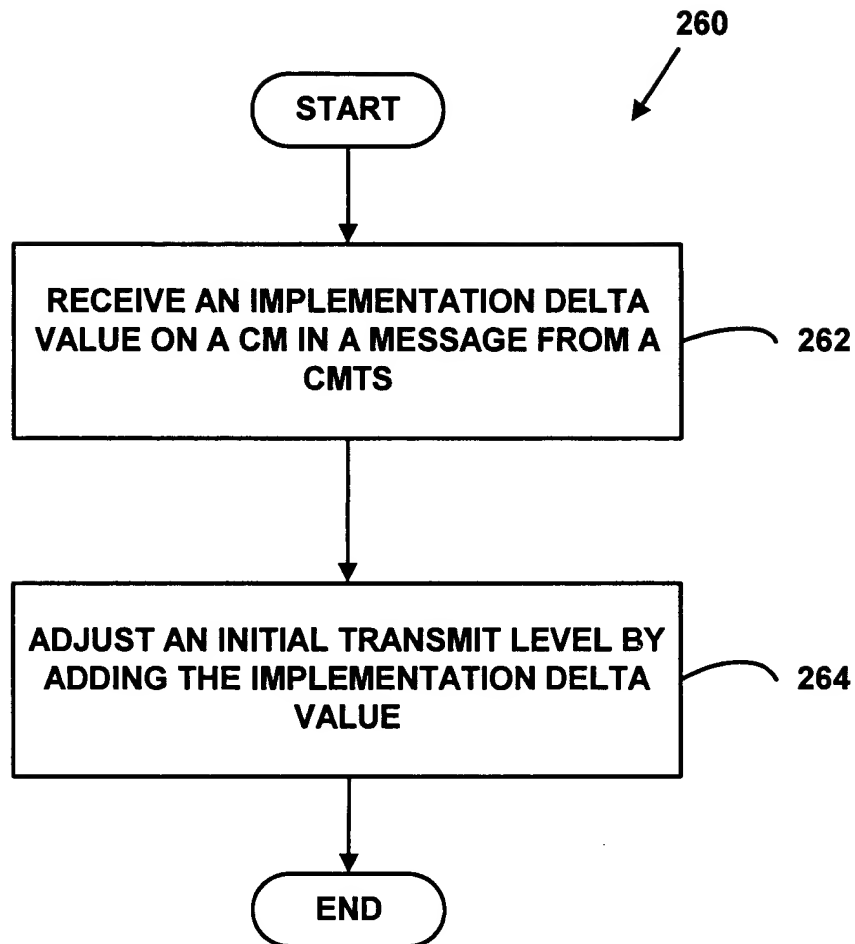 260
START
RECEIVE AN IMPLEMENTATION DELTA
VALUE ON A CM IN A MESSAGE FROM A
CMTS
262
ADJUST AN INITIAL TRANSMIT LEVEL BY
ADDING THE IMPLEMENTATION DELTA
VALUE
264
END